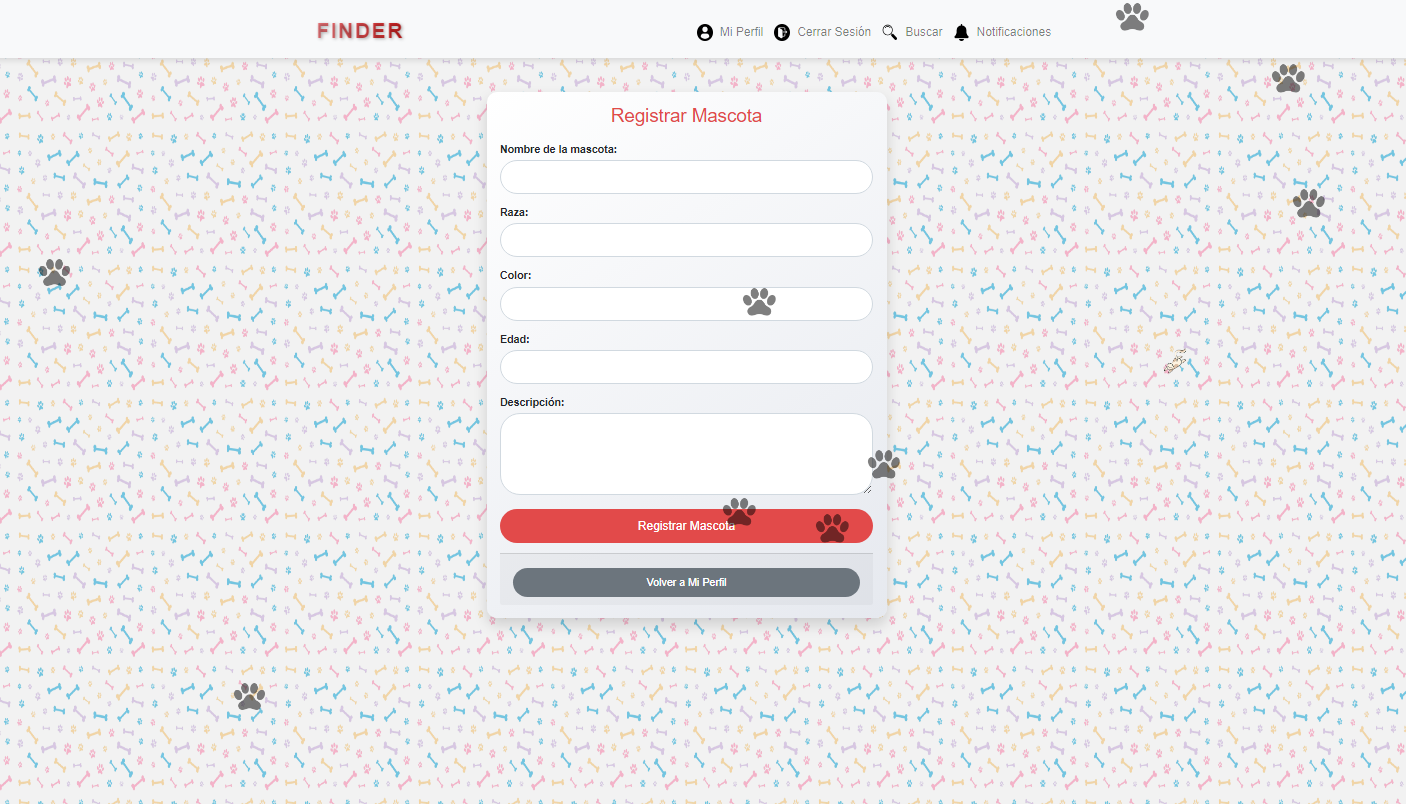 FINDER
Mi Perfil Cerrar Sesión Buscar Notificaciones
Registrar Mascota
Nombre de la mascota:
Raza:
Color:
Edad:
Descripción:
Registrar Mascota
Volver a Mi Perfil